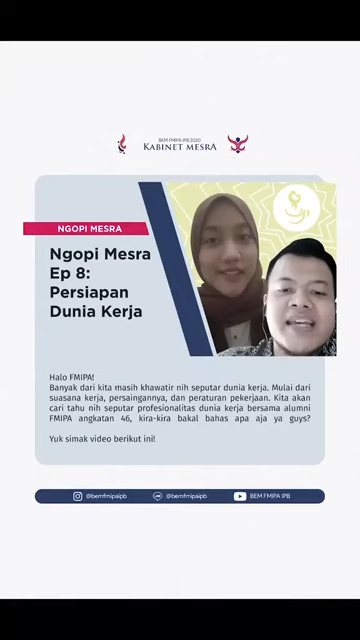 BEM FMIPA IPB 2020
KABINET MESRA
NGOPI MESRA
Ngopi Mesra
Ep 8:
Persiapan
Dunia Kerja
Halo FMIPA!
Banyak dari kita masih khawatir nih seputar dunia kerja. Mulai dari
suasana kerja, persaingannya, dan peraturan pekerjaan. Kita akan
cari tahu nih seputar profesionalitas dunia kerja bersama alumni
FMIPA angkatan 46, kira-kira bakal bahas apa aja ya guys?
Yuk simak video berikut ini!
@bemfmipaipb @bemfmipaipb BEM FMIPA IPB